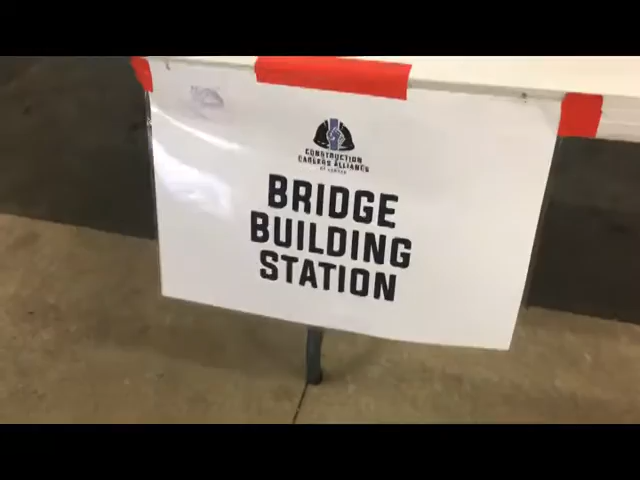 CONSTRUCTION
CAREERS ALLIANCE
BRIDGE
BUILDING
STATION